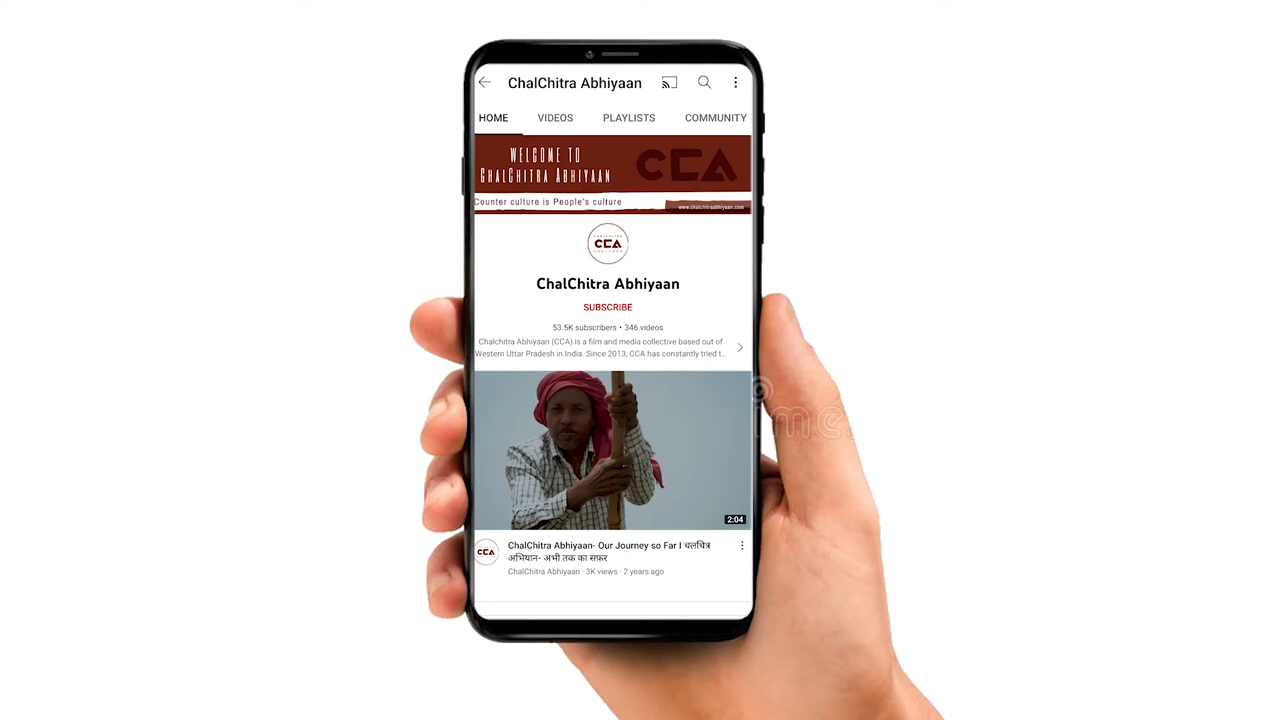 ChalChitra Abhiyaan
HOME VIDEOS PLAYLISTS COMMUNITY
WELCOME TO
CHALCHITRA ABHIYAAN
CCA
Counter culture is People's culture
www.chalchitraabhiyaan.com
CHALCHITRA
CCA
ABHIYAAN
ChalChitra Abhiyaan
SUBSCRIBE
53.5K subscribers • 346 videos
Chalchitra Abhiyaan (CCA) is a film and media collective based out of
Western Uttar Pradesh in India. Since 2013, CCA has constantly tried t...
2:04
CCA
ChalChitra Abhiyaan- Our Journey so Far I चलचित्र
अभियान- अभी तक का सफ़र
ChalChitra Abhiyaan · 3K views · 2 years ago